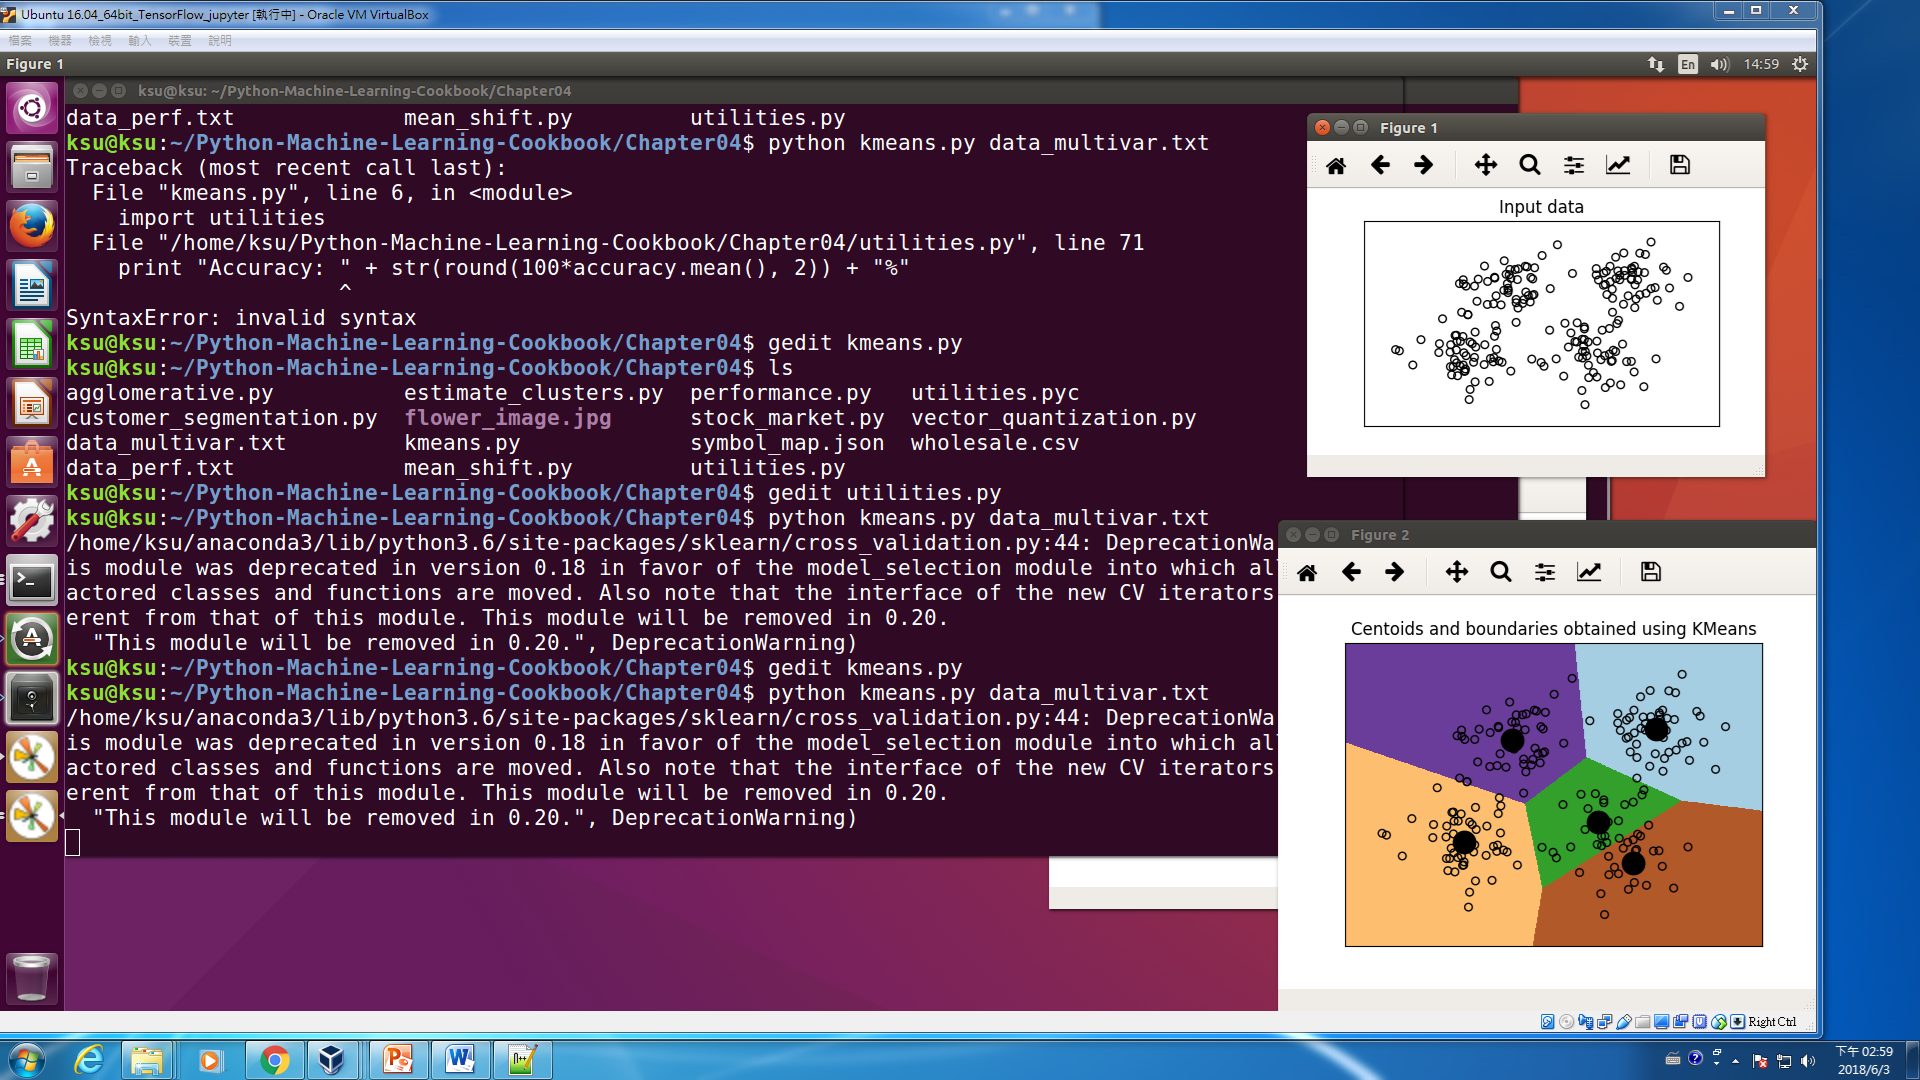 Ubuntu 16.04_64bit_TensorFlow_jupyter [執行中] - Oracle VM VirtualBox
檔案 機器 檢視 輸入 裝置 說明
Figure 1
En 14:59
ksu@ksu: ~/Python-Machine-Learning-Cookbook/Chapter04
data_perf.txt mean_shift.py utilities.py
ksu@ksu:~/Python-Machine-Learning-Cookbook/Chapter04$ python kmeans.py data_multivar.txt
Traceback (most recent call last):
File "kmeans.py", line 6, in <module>
import utilities
File "/home/ksu/Python-Machine-Learning-Cookbook/Chapter04/utilities.py", line 71
print "Accuracy: " + str(round(100*accuracy.mean(), 2)) + "%"
^
SyntaxError: invalid syntax
ksu@ksu:~/Python-Machine-Learning-Cookbook/Chapter04$ gedit kmeans.py
ksu@ksu:~/Python-Machine-Learning-Cookbook/Chapter04$ ls
agglomerative.py estimate_clusters.py performance.py utilities.pyc
customer_segmentation.py flower_image.jpg stock_market.py vector_quantization.py
data_multivar.txt kmeans.py symbol_map.json wholesale.csv
data_perf.txt mean_shift.py utilities.py
ksu@ksu:~/Python-Machine-Learning-Cookbook/Chapter04$ gedit utilities.py
ksu@ksu:~/Python-Machine-Learning-Cookbook/Chapter04$ python kmeans.py data_multivar.txt
/home/ksu/anaconda3/lib/python3.6/site-packages/sklearn/cross_validation.py:44: DeprecationWa
is module was deprecated in version 0.18 in favor of the model_selection module into which al
actored classes and functions are moved. Also note that the interface of the new CV iterators
erent from that of this module. This module will be removed in 0.20.
"This module will be removed in 0.20.", DeprecationWarning)
ksu@ksu:~/Python-Machine-Learning-Cookbook/Chapter04$ gedit kmeans.py
ksu@ksu:~/Python-Machine-Learning-Cookbook/Chapter04$ python kmeans.py data_multivar.txt
/home/ksu/anaconda3/lib/python3.6/site-packages/sklearn/cross_validation.py:44: DeprecationWa
is module was deprecated in version 0.18 in favor of the model_selection module into which al
actored classes and functions are moved. Also note that the interface of the new CV iterators
erent from that of this module. This module will be removed in 0.20.
"This module will be removed in 0.20.", DeprecationWarning)
Figure 1
Input data
Figure 2
Centoids and boundaries obtained using KMeans
Right Ctrl
下午 02:59
2018/6/3